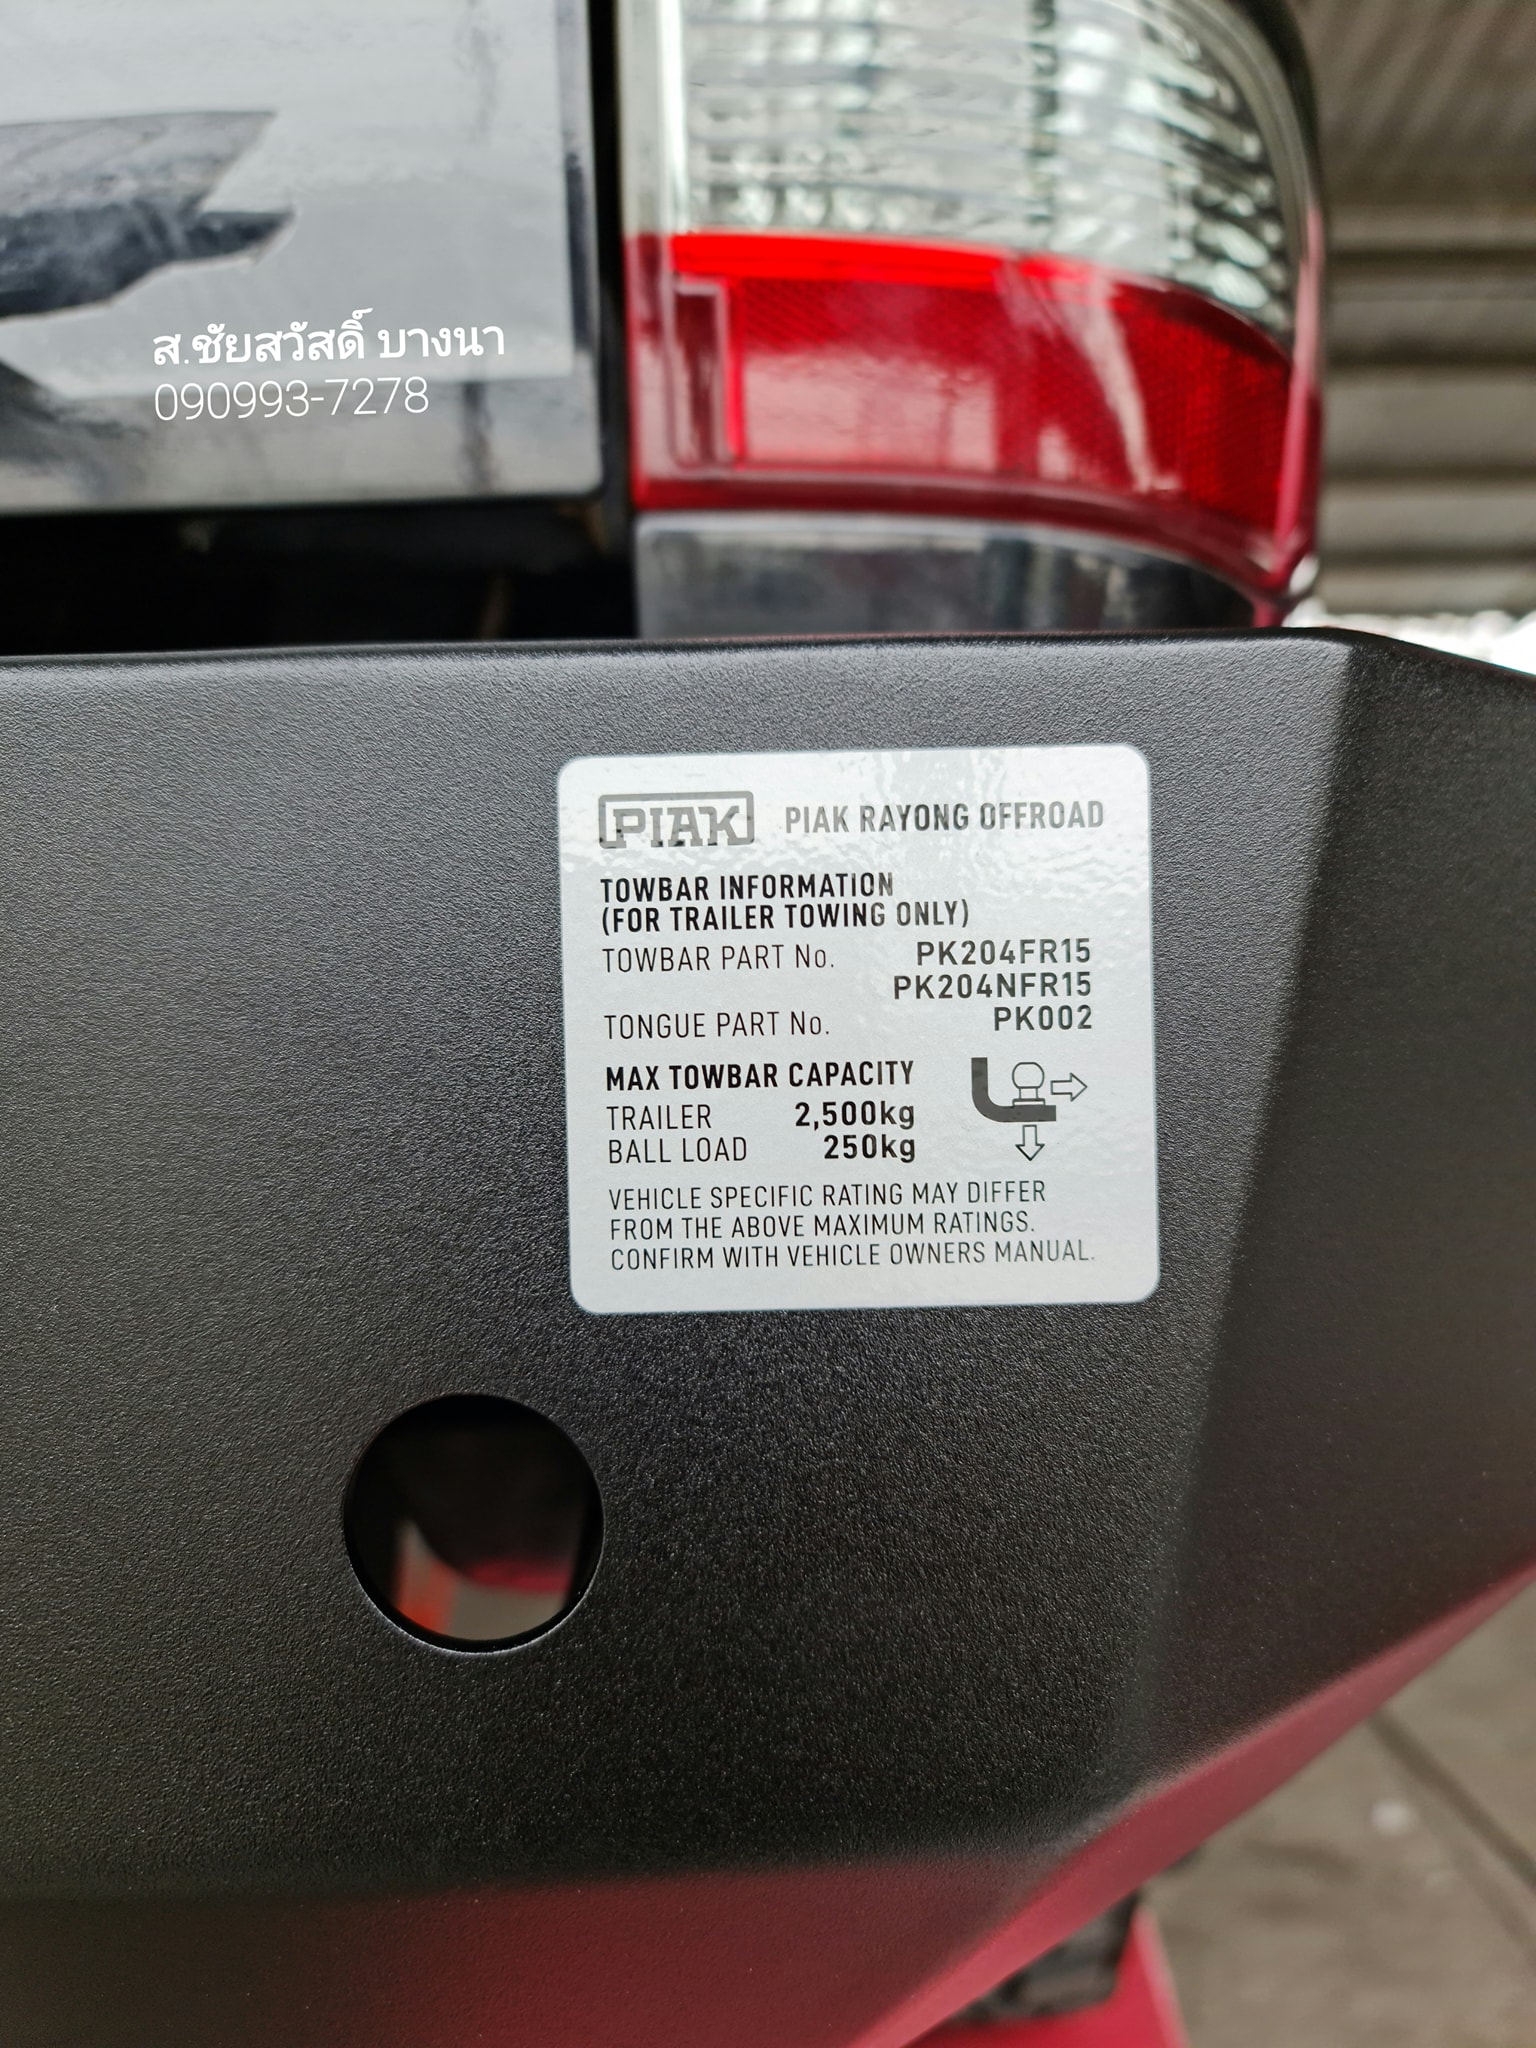 ส.ชัยสวัสดิ์ บางนา
090993-7278
PIAK PIAK RAYONG OFFROAD
TOWBAR INFORMATION
(FOR TRAILER TOWING ONLY)
TOWBAR PART No. PK204FR15
PK204NFR15
TONGUE PART No. PK002
MAX TOWBAR CAPACITY
TRAILER 2,500kg
BALL LOAD 250kg
VEHICLE SPECIFIC RATING MAY DIFFER
FROM THE ABOVE MAXIMUM RATINGS.
CONFIRM WITH VEHICLE OWNERS MANUAL.